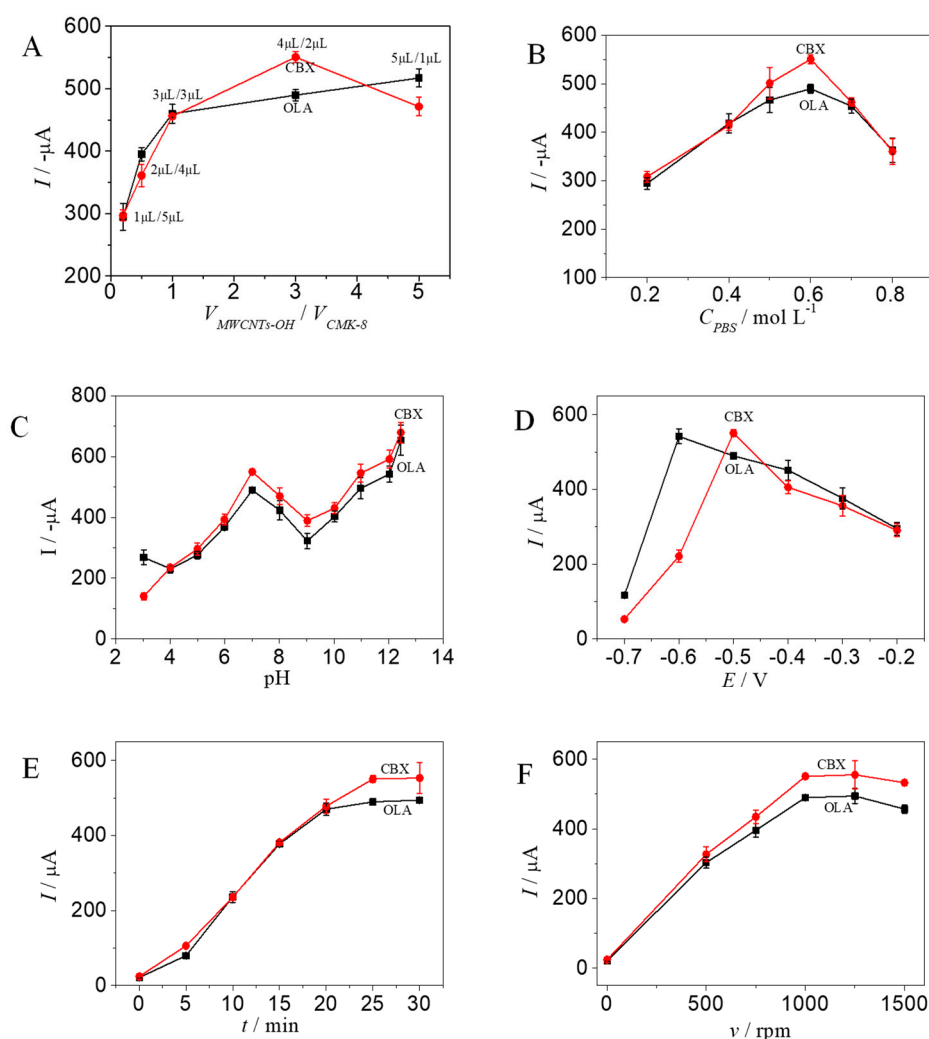 A
600
500
400
300
200
I / -µA
4µL/2µL
CBX
5µL/1µL
3µL/3µL
OLA
2µL/4µL
1µL/5µL
0 1 2 3 4 5
V MWCNTs-OH / V CMK-8
B
600
500
400
300
200
100
I / -µA
CBX
OLA
0.2 0.4 0.6 0.8
C PBS / mol L-1
C
800
600
400
200
0
I / -µA
CBX
OLA
2 4 6 8 10 12 14
pH
D
600
400
200
0
I / µA
CBX
OLA
-0.7 -0.6 -0.5 -0.4 -0.3 -0.2
E / V
E
600
400
200
0
I / µA
CBX
OLA
0 5 10 15 20 25 30
t / min
F
600
400
200
0
I / µA
CBX
OLA
0 500 1000 1500
v / rpm